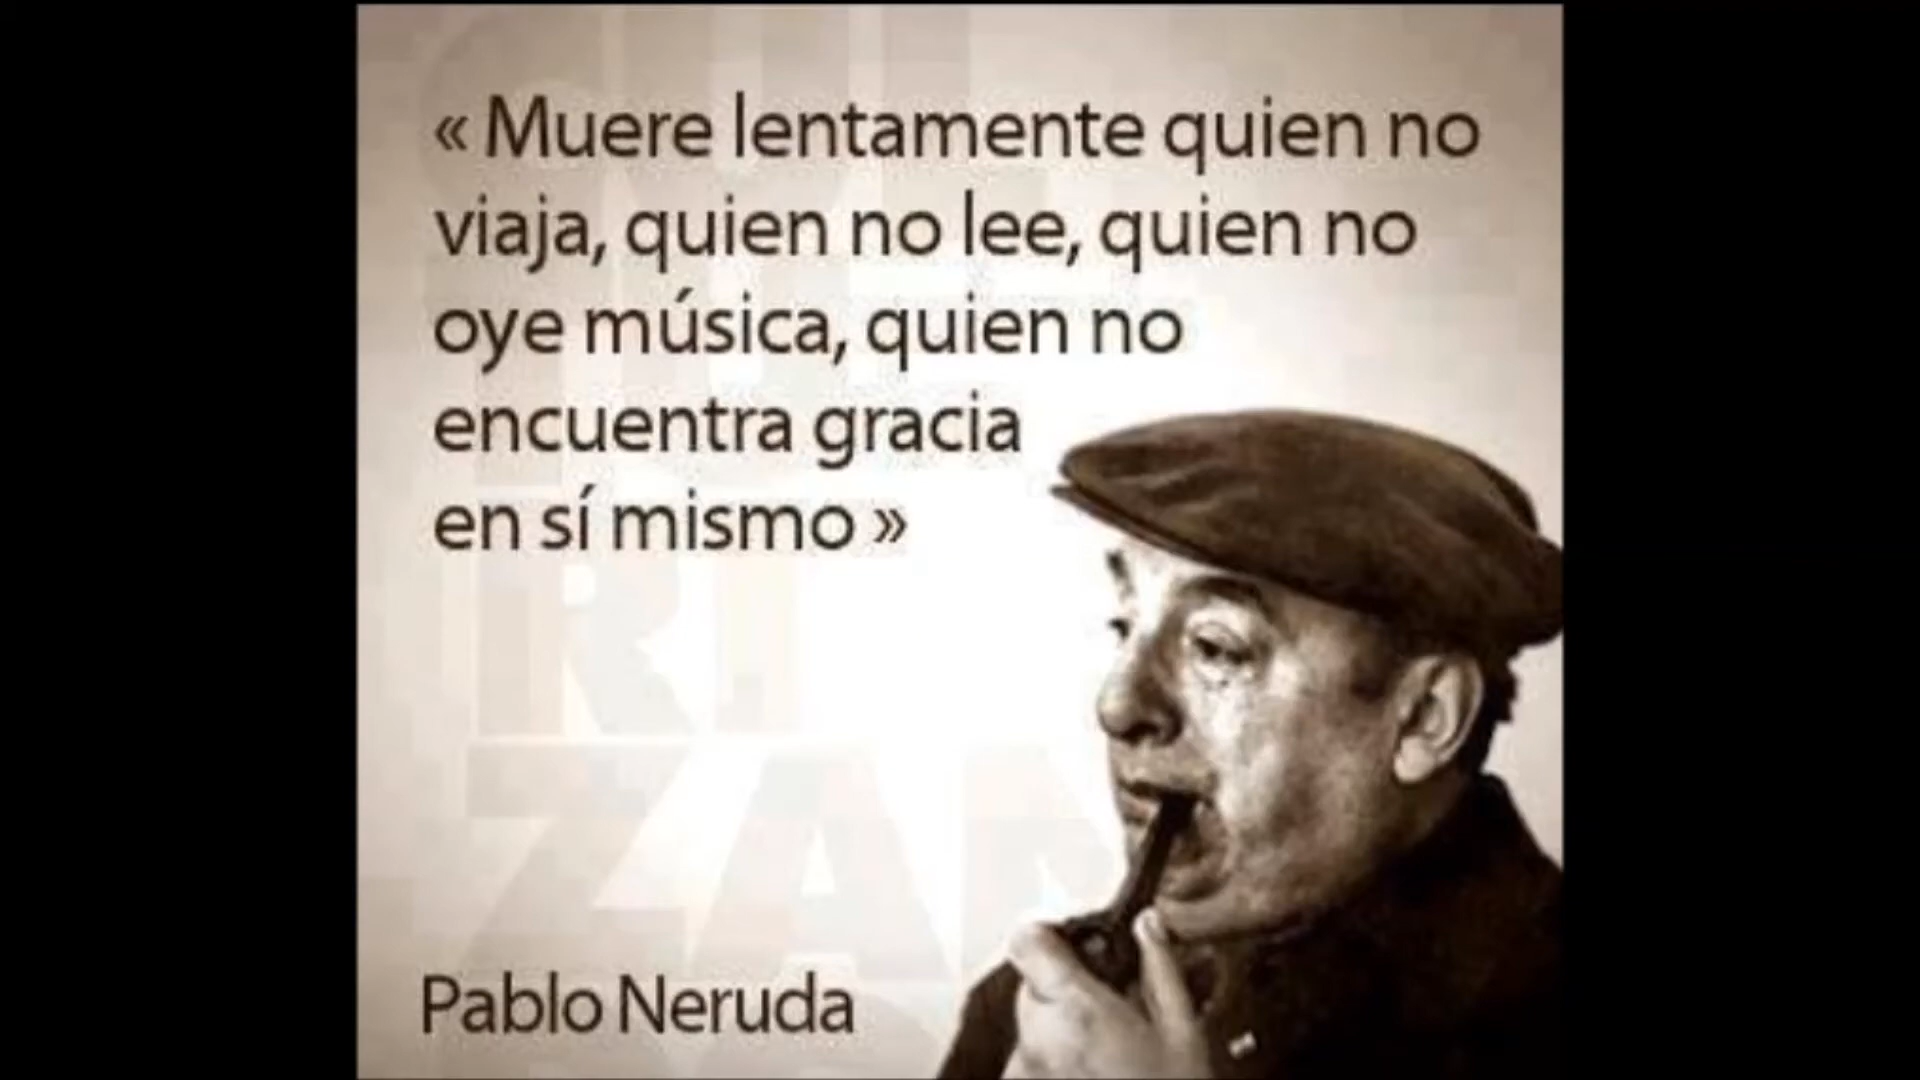 « Muere lentamente quien no
viaja, quien no lee, quien no
oye música, quien no
encuentra gracia
en sí mismo »
Pablo Neruda